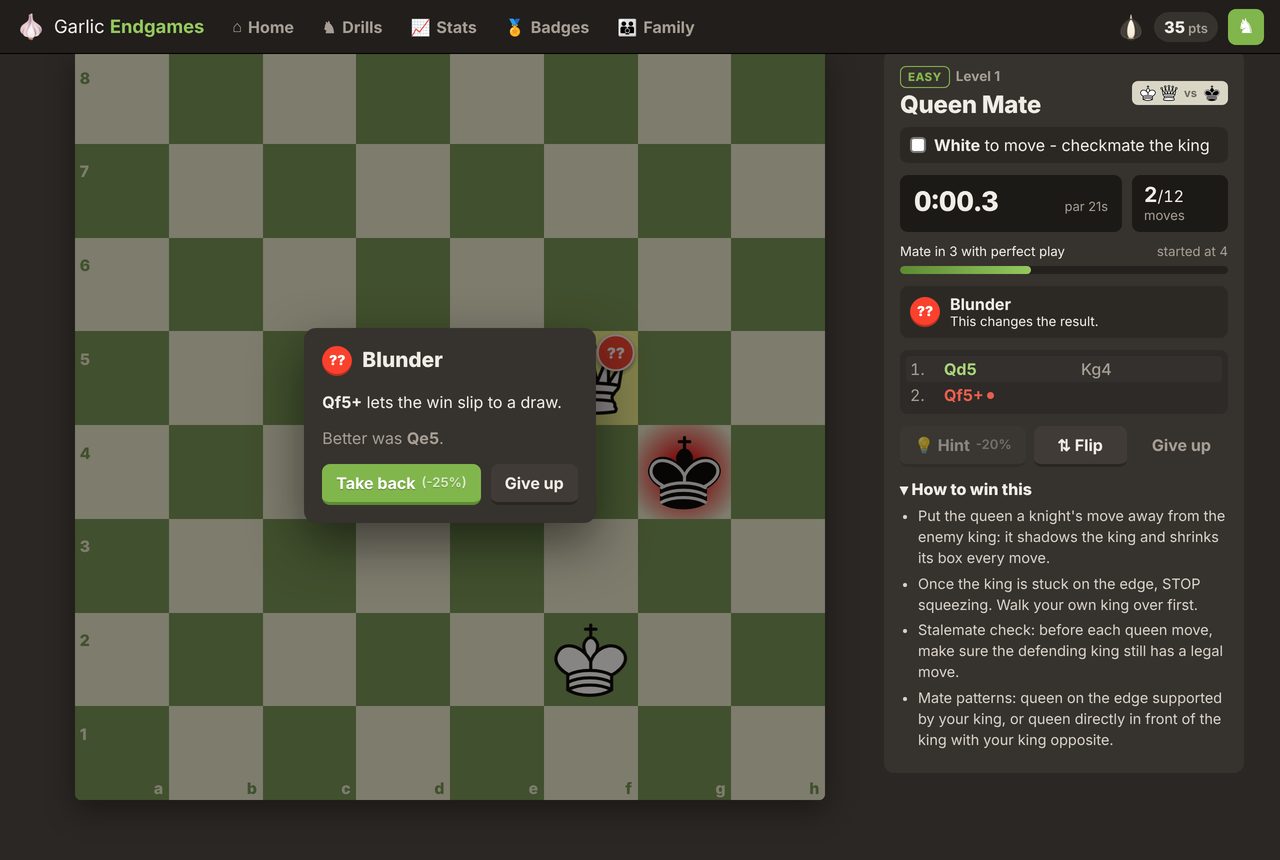 Garlic Endgames
Home
Drills
Stats
Badges
Family
35 pts
8
7
6
5
4
3
2
1
a b c d e f g h
??
??
Blunder
Qf5+ lets the win slip to a draw.
Better was Qe5.
Take back (-25%)
Give up
EASY Level 1
Queen Mate
vs
White to move - checkmate the king
0:00.3
par 21s
2/12
moves
Mate in 3 with perfect play
started at 4
??
Blunder
This changes the result.
1. Qd5 Kg4
2. Qf5+
Hint -20%
Flip
Give up
How to win this
• Put the queen a knight's move away from the
enemy king: it shadows the king and shrinks
its box every move.
• Once the king is stuck on the edge, STOP
squeezing. Walk your own king over first.
• Stalemate check: before each queen move,
make sure the defending king still has a legal
move.
• Mate patterns: queen on the edge supported
by your king, or queen directly in front of the
king with your king opposite.